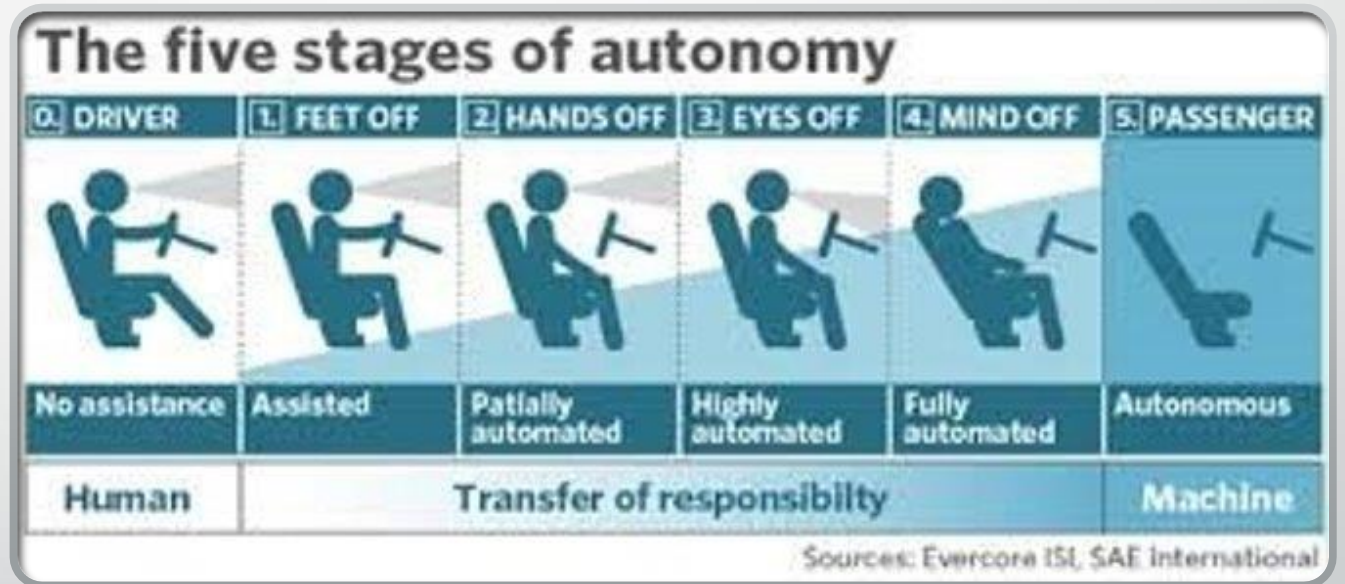 The five stages of autonomy
0. DRIVER
1. FEET OFF
2. HANDS OFF
3. EYES OFF
4. MIND OFF
5. PASSENGER
No assistance
Assisted
Patially
automated
Highly
automated
Fully
automated
Autonomous
Human
Transfer of responsibilty
Machine
Sources: Evercore ISI, SAE International